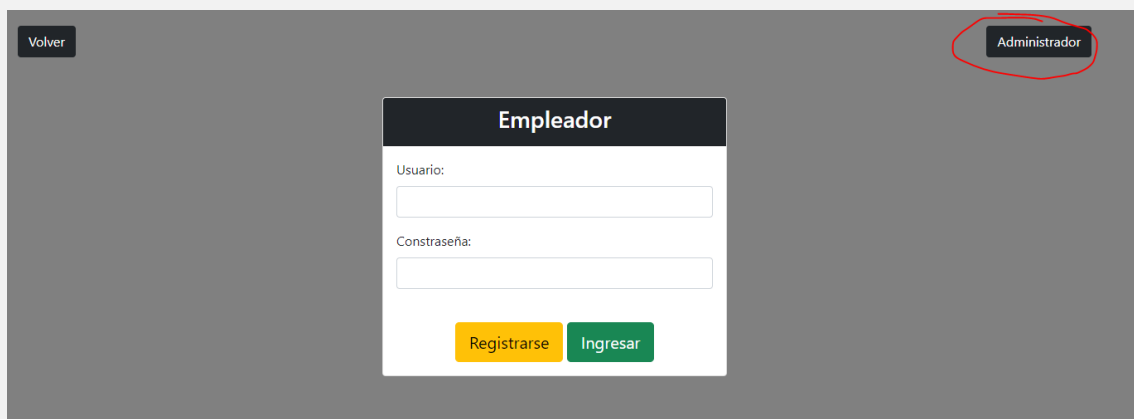 Volver
Administrador
Empleador
Usuario:
Constraseña:
Registrarse
Ingresar